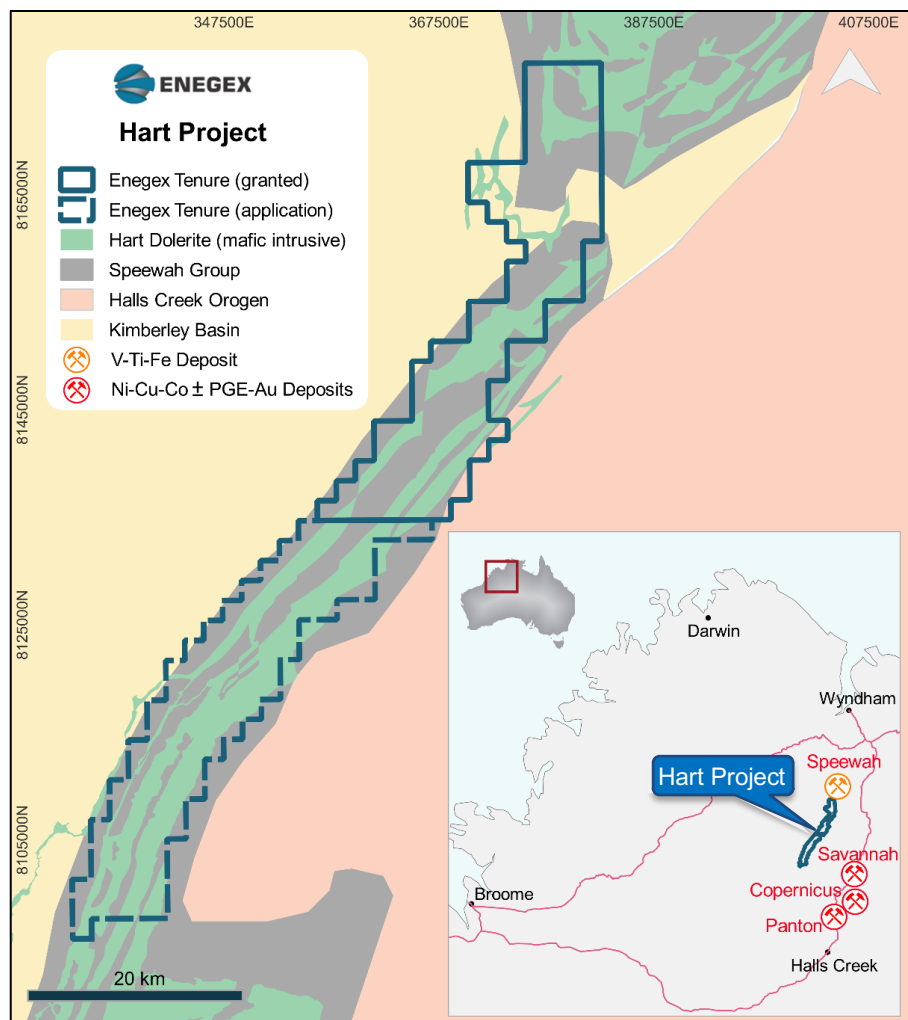 347500E
367500E
387500E
407500E
ENEGEX
Hart Project
Enegex Tenure (granted)
Enegex Tenure (application)
Hart Dolerite (mafic intrusive)
Speewah Group
Halls Creek Orogen
Kimberley Basin
V-Ti-Fe Deposit
Ni-Cu-Co ± PGE-Au Deposits
8165000N
8145000N
8125000N
8105000N
20 km
Darwin
Wyndham
Speewah
Hart Project
Savannah
Copernicus
Broome
Panton
Halls Creek